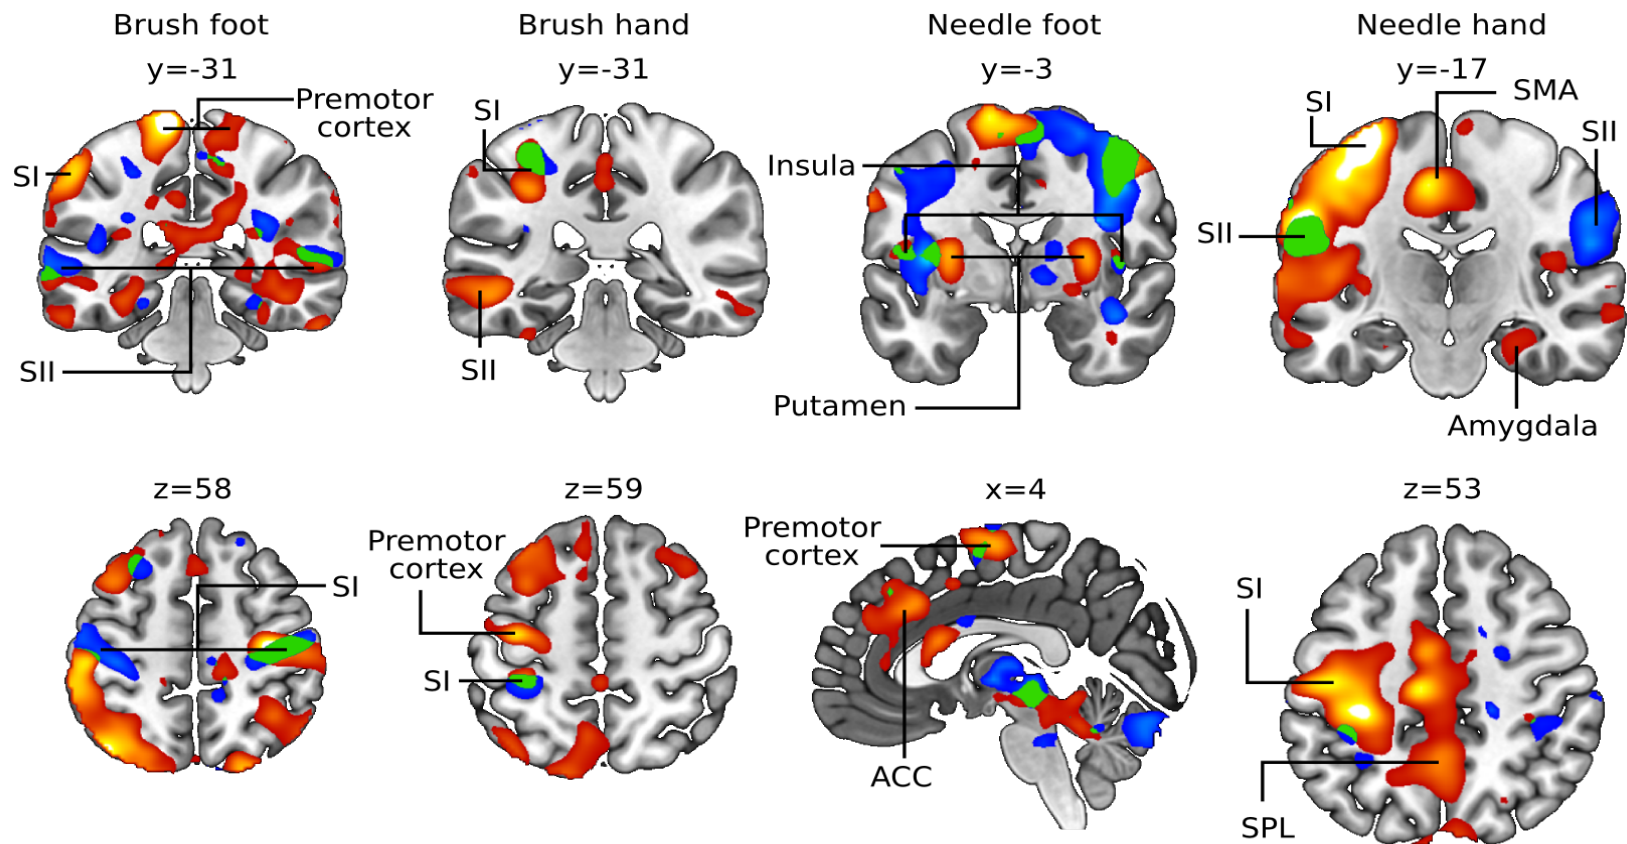 Brush foot
Brush hand
Needle foot
Needle hand
y=-31
y=-31
y=-3
y=-17
Premotor
cortex
SI
SII
SI
SII
Insula
Putamen
SI
SMA
SII
SII
Amygdala
z=58
z=59
x=4
z=53
SI
Premotor
cortex
SI
Premotor
cortex
ACC
SI
SPL